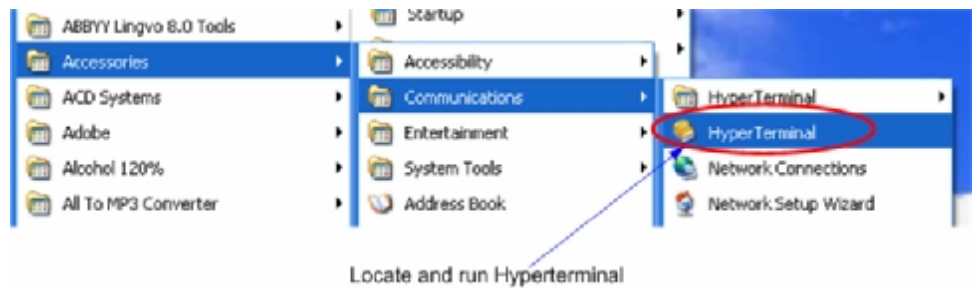 ABBYY Lingvo 8.0 Tools
Accessories
ACD Systems
Adobe
Alcohol 120%
All To MP3 Converter
Startup
Accessibility
Communications
Entertainment
System Tools
Address Book
HyperTerminal
HyperTerminal
Network Connections
Network Setup Wizard
Locate and run Hyperterminal